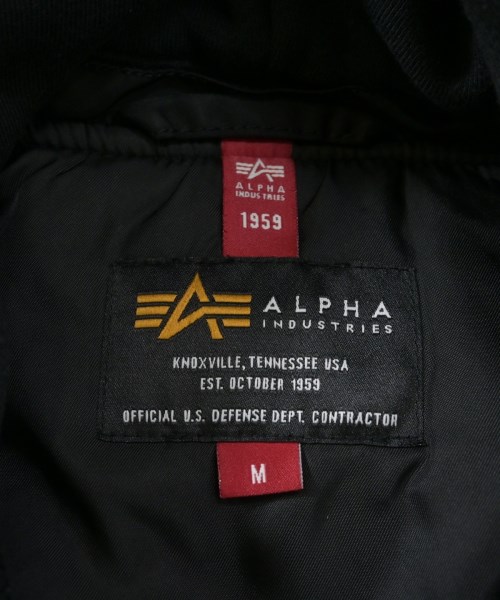 ALPHA
INDUSTRIES
1959
ALPHA
INDUSTRIES
KNOXVILLE, TENNESSEE USA
EST. OCTOBER 1959
OFFICIAL U.S. DEFENSE DEPT. CONTRACTOR
M